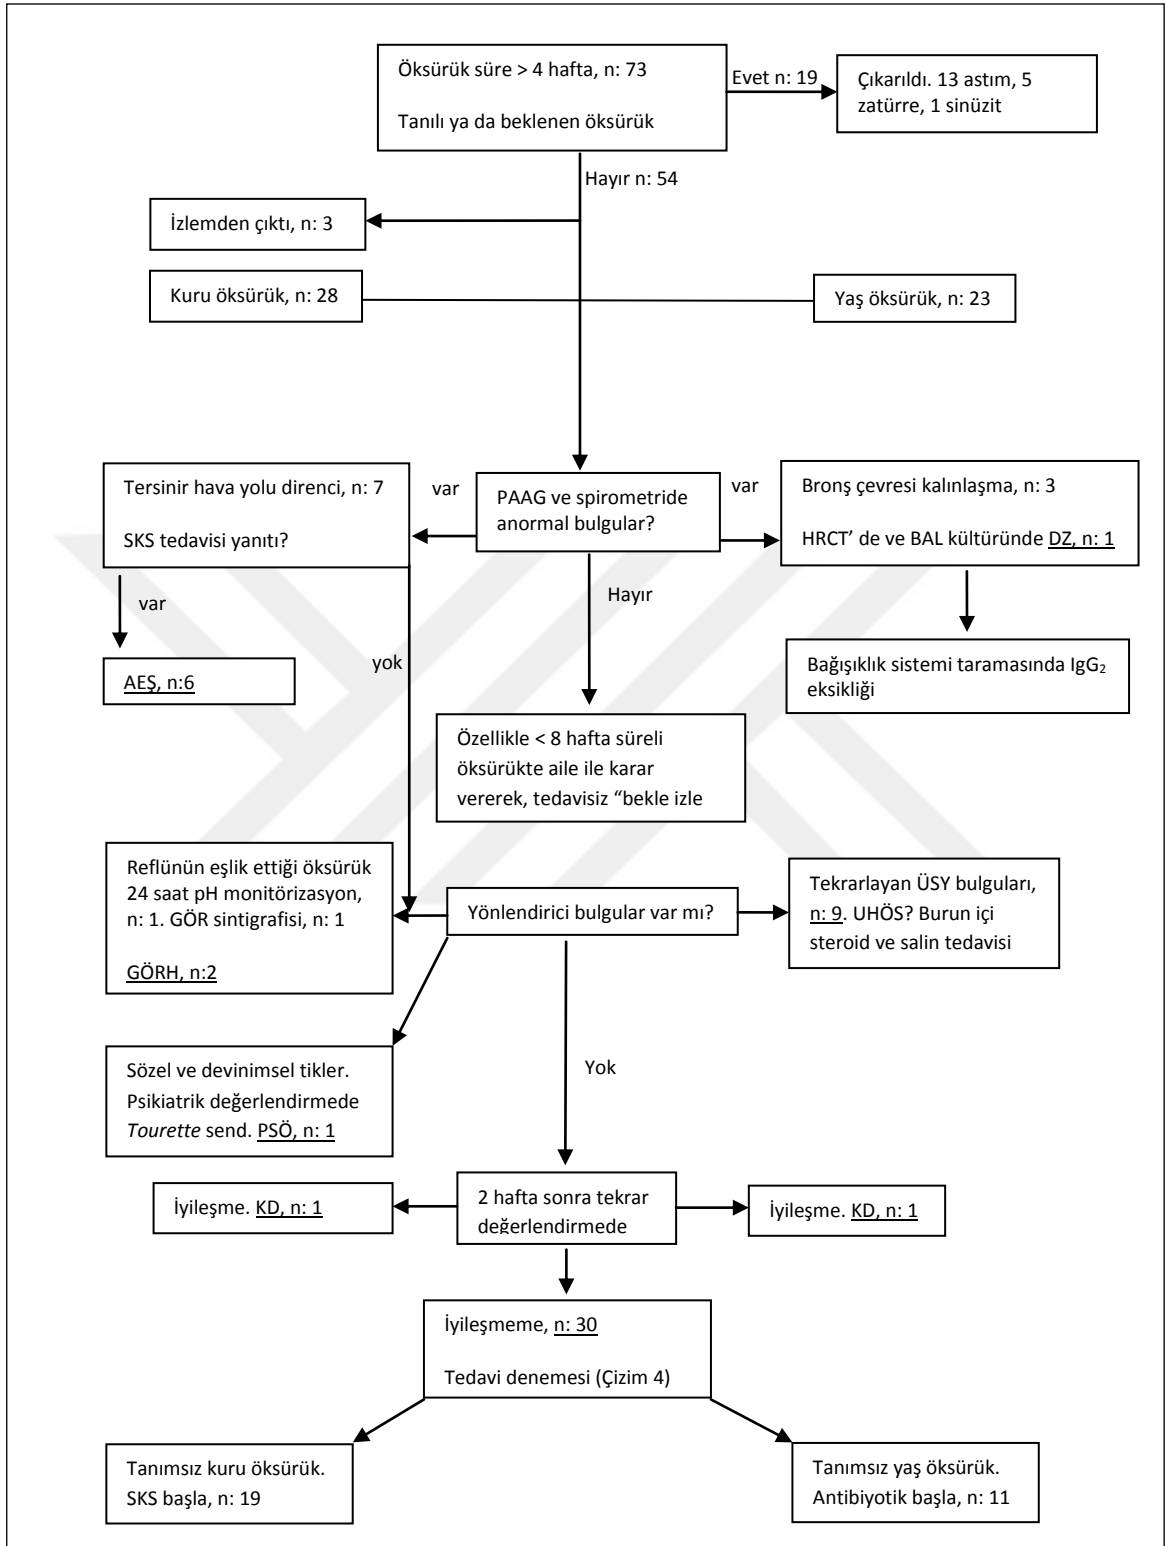 Öksürük süre > 4 hafta, n: 73
Tanılı ya da beklenen öksürük
Evet n: 19
Çıkarıldı. 13 astım, 5
zatürre, 1 sinüzit
Hayır n: 54
İzlemden çıktı, n: 3
Kuru öksürük, n: 28
Yaş öksürük, n: 23
Tersinir hava yolu direnci, n: 7
SKS tedavisi yanıtı?
var
PAAG ve spirometride
anormal bulgular?
var
Bronş çevresi kalınlaşma, n: 3
HRCT' de ve BAL kültüründe DZ, n: 1
var
yok
Hayır
AEŞ, n:6
Bağışıklık sistemi taramasında IgG₂
eksikliği
Özellikle < 8 hafta süreli
öksürükte aile ile karar
vererek, tedavisiz “bekle izle
Reflünün eşlik ettiği öksürük
24 saat pH monitörizasyon,
n: 1. GÖR sintigrafisi, n: 1
GÖRH, n:2
Yönlendirici bulgular var mı?
Tekrarlayan ÜSY bulguları,
n: 9. UHÖS? Burun içi
steroid ve salin tedavisi
Sözel ve devinimsel tikler.
Psikiatrik değerlendirmede
Tourette send. PSÖ, n: 1
Yok
İyileşme. KD, n: 1
2 hafta sonra tekrar
değerlendirmede
İyileşme. KD, n: 1
İyileşmeme, n: 30
Tedavi denemesi (Çizim 4)
Tanımsız kuru öksürük.
SKS başla, n: 19
Tanımsız yaş öksürük.
Antibiyotik başla, n: 11